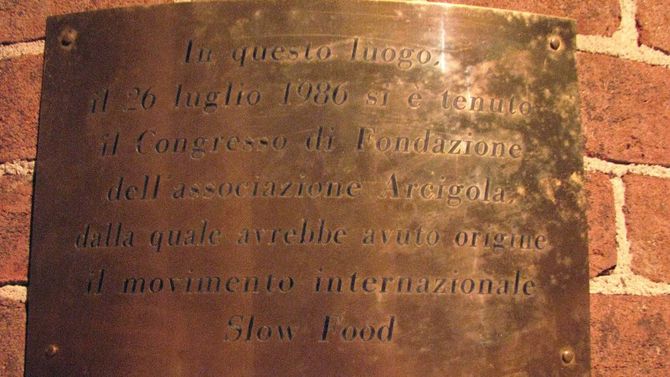 In questo luogo,
il 26 luglio 1986 si è tenuto
il Congresso di Fondazione
dell'associazione Arcigola,
dalla quale avrebbe avuto origine
il movimento internazionale
Slow Food